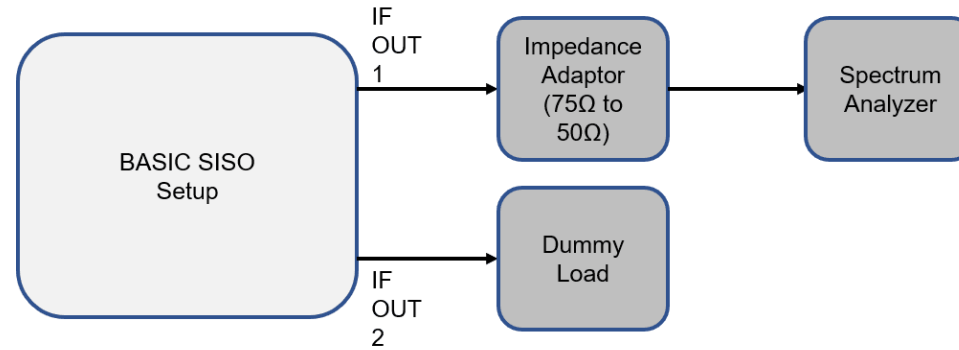 IF
OUT
1
Impedance
Adaptor
(75Ω to
50Ω)
Spectrum
Analyzer
BASIC SISO
Setup
Dummy
Load
IF
OUT
2